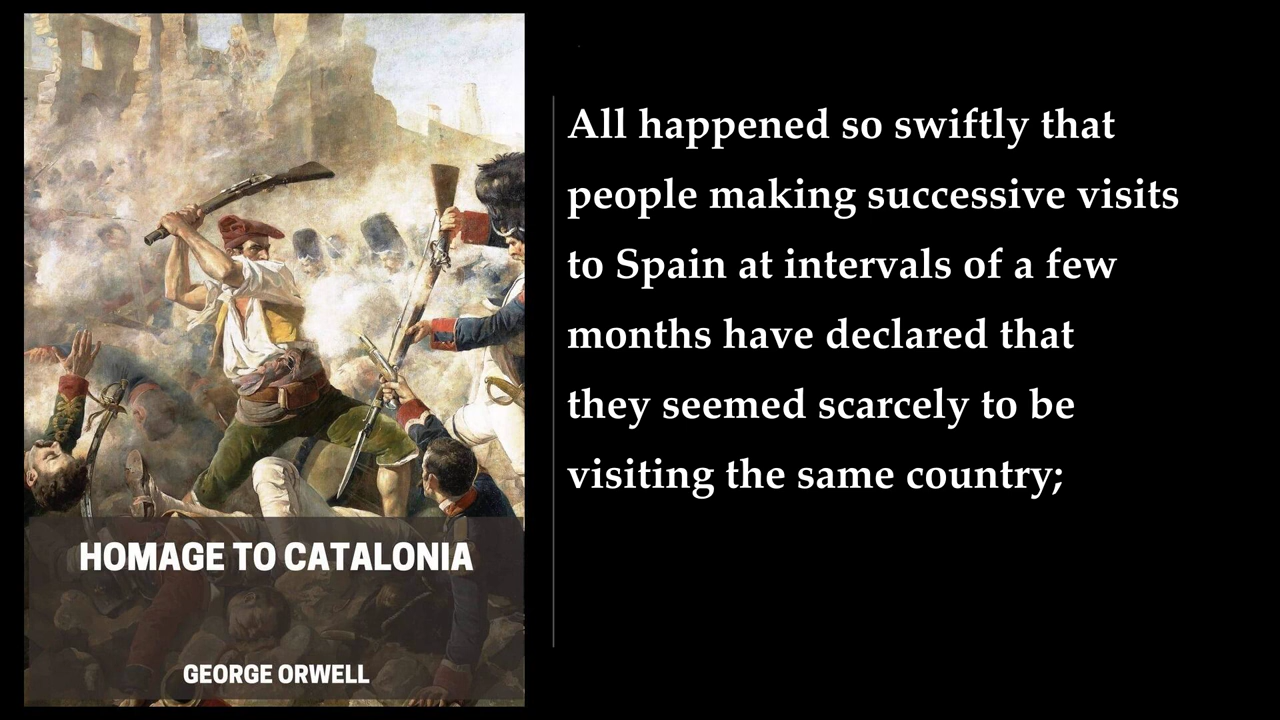 HOMAGE TO CATALONIA
GEORGE ORWELL
All happened so swiftly that
people making successive visits
to Spain at intervals of a few
months have declared that
they seemed scarcely to be
visiting the same country;